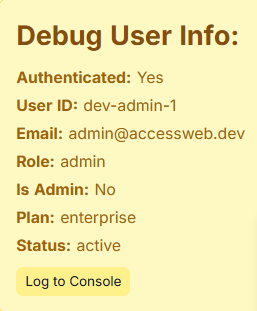 Debug User Info:
Authenticated: Yes
User ID: dev-admin-1
Email: admin@accessweb.dev
Role: admin
Is Admin: No
Plan: enterprise
Status: active
Log to Console